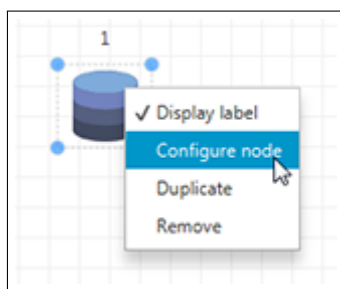 1
✓ Display label
Configure node
Duplicate
Remove